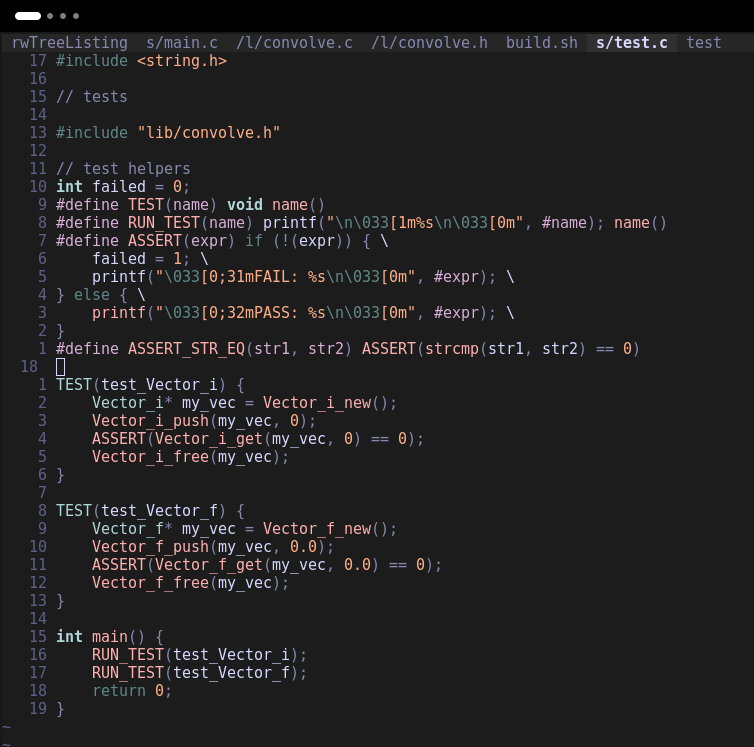 rwTreeListing s/main.c /l/convolve.c /l/convolve.h build.sh s/test.c test
17 #include <string.h>
16
15 // tests
14
13 #include "lib/convolve.h"
12
11 // test helpers
10 int failed = 0;
9 #define TEST(name) void name()
8 #define RUN_TEST(name) printf("\n\033[1m%s\n\033[0m", #name); name()
7 #define ASSERT(expr) if (!(expr)) { \
6     failed = 1; \
5     printf("\033[0;31mFAIL: %s\n\033[0m", #expr); \
4 } else { \
3     printf("\033[0;32mPASS: %s\n\033[0m", #expr); \
2 }
1 #define ASSERT_STR_EQ(str1, str2) ASSERT(strcmp(str1, str2) == 0)
18
1 TEST(test_Vector_i) {
2     Vector_i* my_vec = Vector_i_new();
3     Vector_i_push(my_vec, 0);
4     ASSERT(Vector_i_get(my_vec, 0) == 0);
5     Vector_i_free(my_vec);
6 }
7
8 TEST(test_Vector_f) {
9     Vector_f* my_vec = Vector_f_new();
10     Vector_f_push(my_vec, 0.0);
11     ASSERT(Vector_f_get(my_vec, 0.0) == 0);
12     Vector_f_free(my_vec);
13 }
14
15 int main() {
16     RUN_TEST(test_Vector_i);
17     RUN_TEST(test_Vector_f);
18     return 0;
19 }
~
~